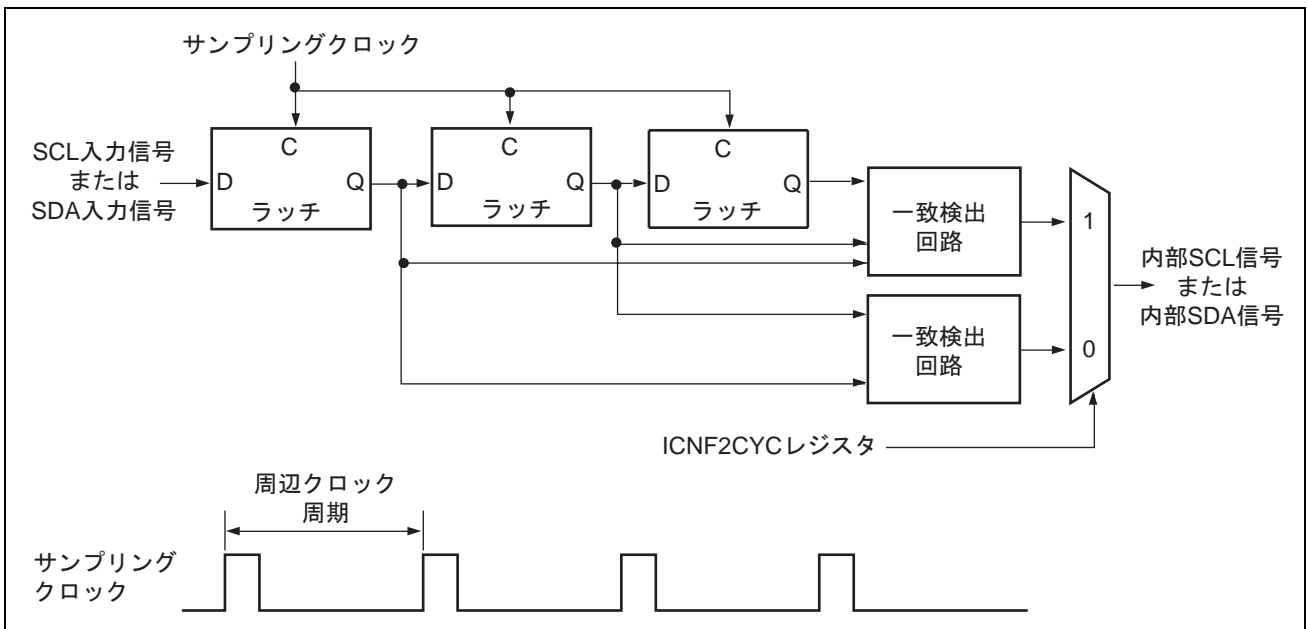 サンプリングクロック
SCL入力信号
または
SDA入力信号
C
D
Q
ラッチ
C
D
Q
ラッチ
C
D
Q
ラッチ
一致検出
回路
一致検出
回路
1
0
内部SCL信号
または
内部SDA信号
ICNF2CYCレジスタ
周辺クロック
周期
サンプリング
クロック